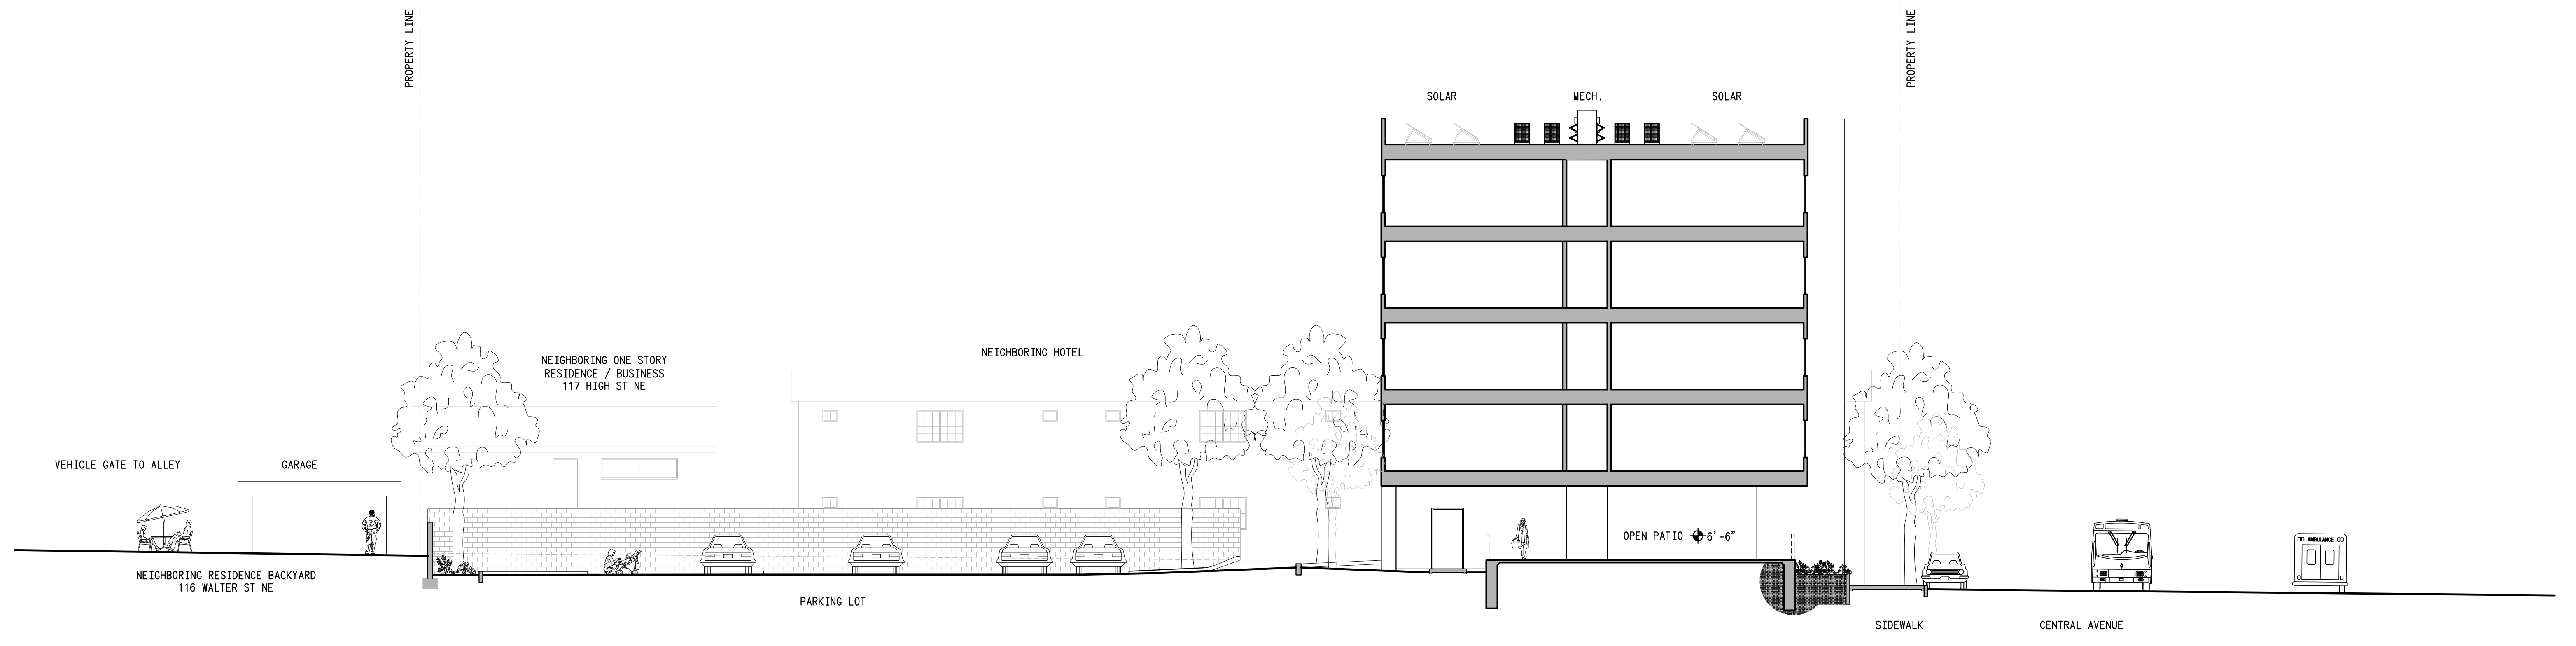 PROPERTY LINE
PROPERTY LINE
SOLAR
MECH.
SOLAR
NEIGHBORING HOTEL
NEIGHBORING ONE STORY
RESIDENCE / BUSINESS
117 HIGH ST NE
VEHICLE GATE TO ALLEY
GARAGE
OPEN PATIO
6'-6"
AMBULANCE
NEIGHBORING RESIDENCE BACKYARD
116 WALTER ST NE
PARKING LOT
SIDEWALK
CENTRAL AVENUE